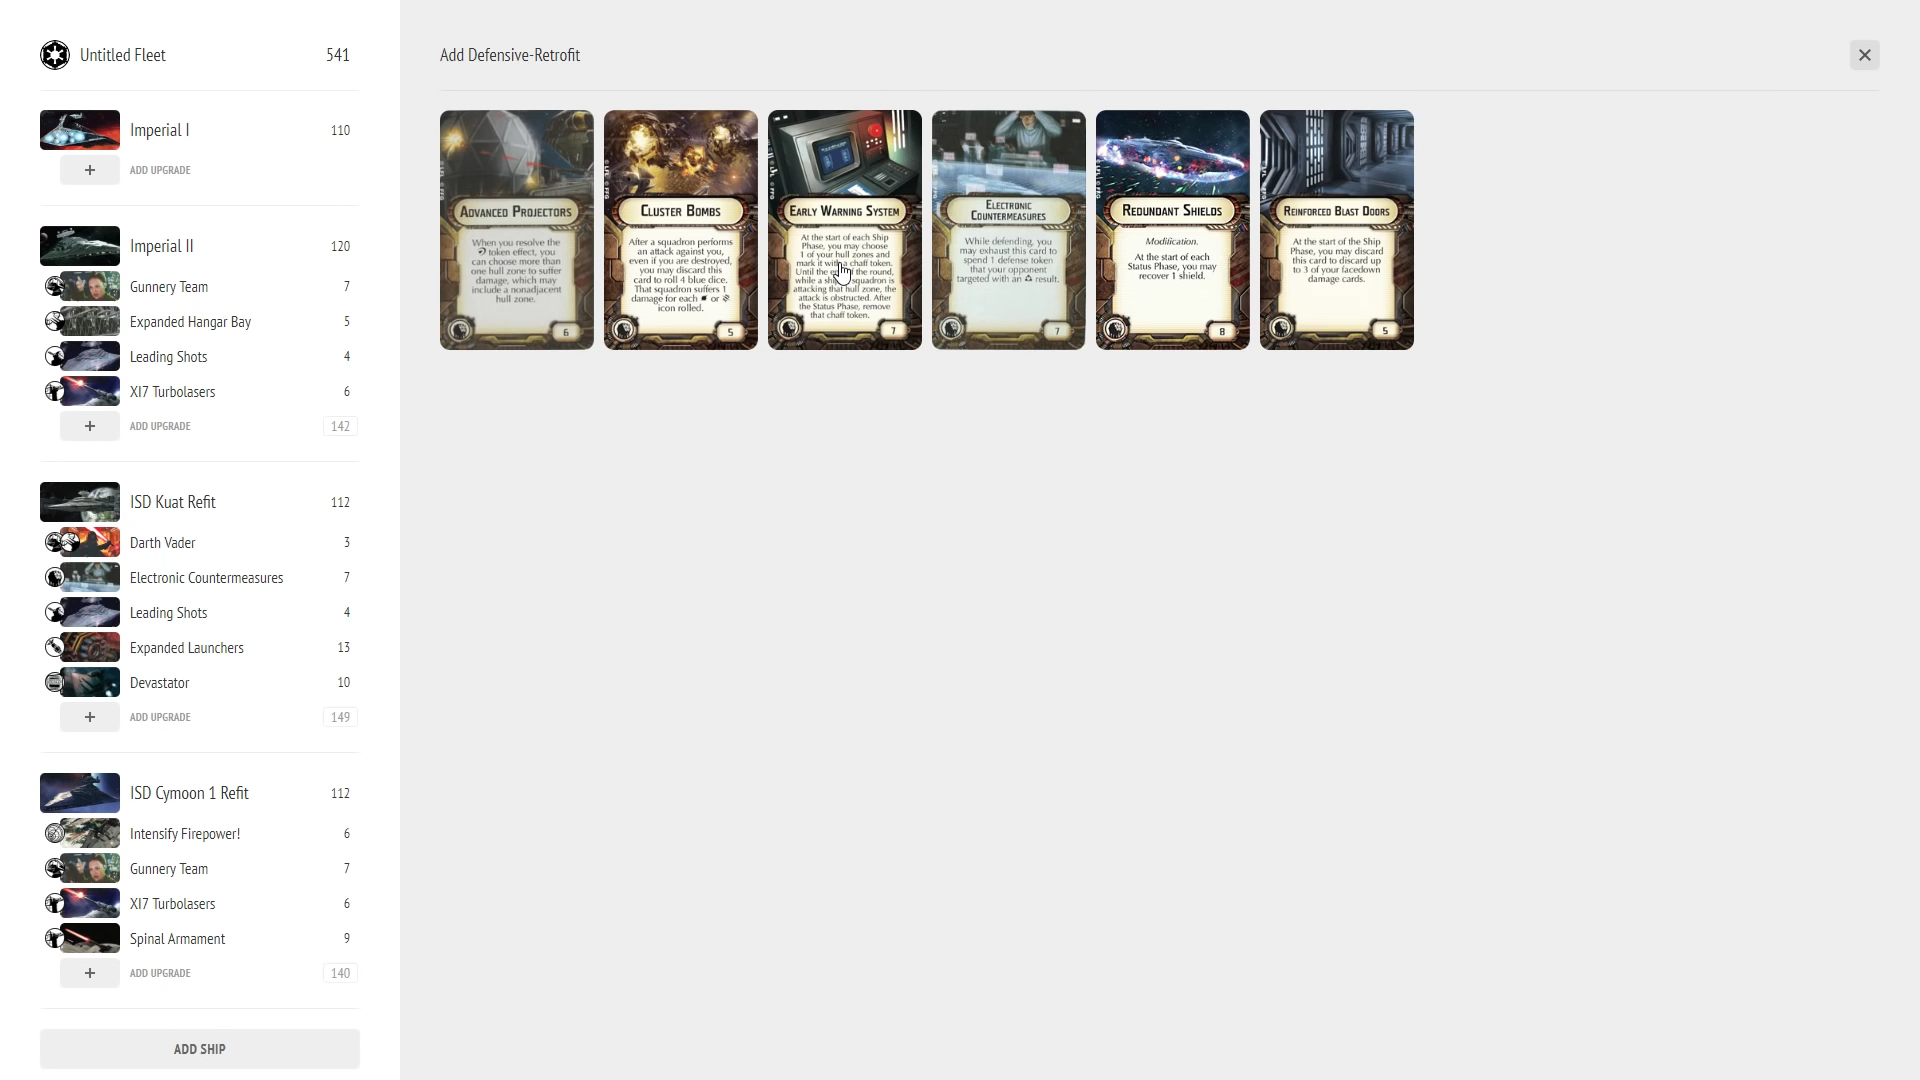 Untitled Fleet 541
Imperial I 110
+ ADD UPGRADE
Imperial II 120
Gunnery Team 7
Expanded Hangar Bay 5
Leading Shots 4
XI7 Turbolasers 6
+ ADD UPGRADE 142
ISD Kuat Refit 112
Darth Vader 3
Electronic Countermeasures 7
Leading Shots 4
Expanded Launchers 13
Devastator 10
+ ADD UPGRADE 149
ISD Cymoon 1 Refit 112
Intensify Firepower! 6
Gunnery Team 7
XI7 Turbolasers 6
Spinal Armament 9
+ ADD UPGRADE 140
ADD SHIP
Add Defensive-Retrofit
ADVANCED PROJECTORS
When you resolve the
token effect, you
can choose more than
one hull zone to suffer
damage, which may
include a nonadjacent
hull zone.
6
CLUSTER BOMBS
After a squadron performs
an attack against you,
even if you are destroyed,
you may discard this
card to roll 4 blue dice.
That squadron suffers 1
damage for each or
icon rolled.
5
EARLY WARNING SYSTEM
At the start of each Ship
Phase, you may choose
1 of your hull zones and
mark it with a chaff token.
Until the end of the round,
while a ship squadron is
attacking that hull zone, the
attack is obstructed. After
the Status Phase, remove
that chaff token.
7
ELECTRONIC
COUNTERMEASURES
While defending, you
may exhaust this card to
spend 1 defense token
that your opponent
targeted with an result.
7
REDUNDANT SHIELDS
Modification.
At the start of each
Status Phase, you may
recover 1 shield.
8
REINFORCED BLAST DOORS
At the start of the Ship
Phase, you may discard
this card to discard up
to 3 of your facedown
damage cards.
5